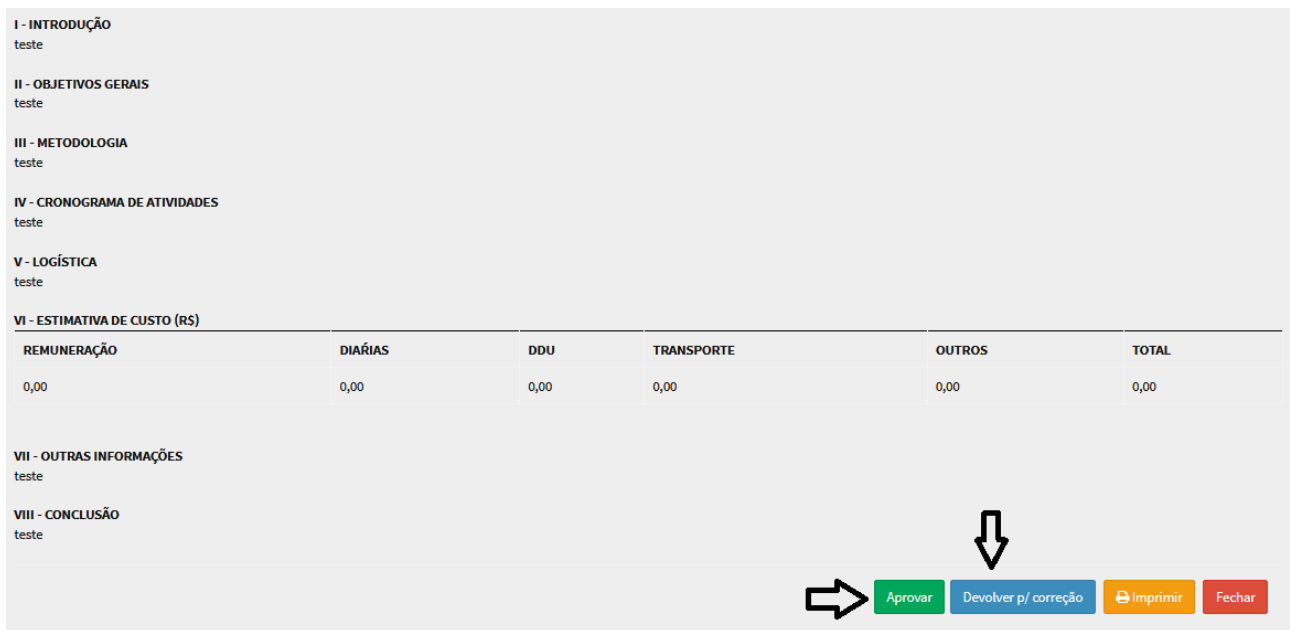 I - INTRODUÇÃO
teste
II - OBJETIVOS GERAIS
teste
III - METODOLOGIA
teste
IV - CRONOGRAMA DE ATIVIDADES
teste
V - LOGÍSTICA
teste
VI - ESTIMATIVA DE CUSTO (R$)
REMUNERAÇÃO DIAŔIAS DDU TRANSPORTE OUTROS TOTAL
0,00 0,00 0,00 0,00 0,00 0,00
VII - OUTRAS INFORMAÇÕES
teste
VIII - CONCLUSÃO
teste
Aprovar Devolver p/ correção Imprimir Fechar